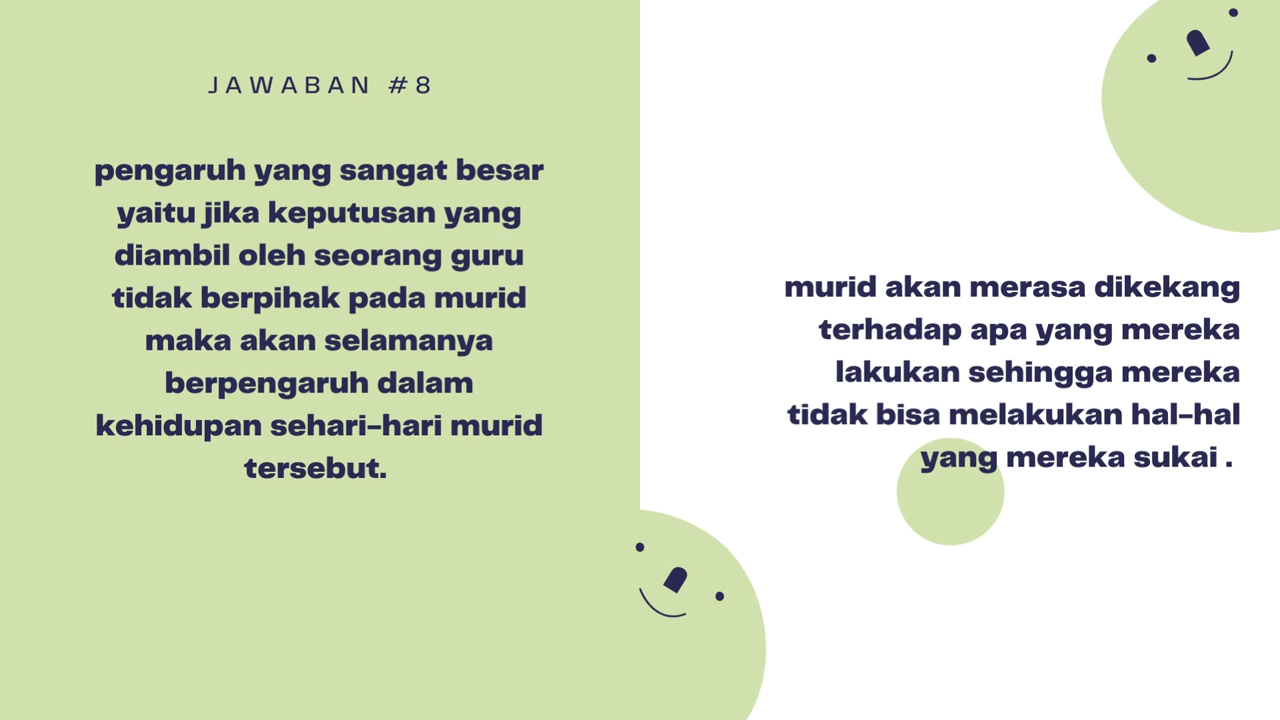 JAWABAN #8
pengaruh yang sangat besar
yaitu jika keputusan yang
diambil oleh seorang guru
tidak berpihak pada murid
maka akan selamanya
berpengaruh dalam
kehidupan sehari-hari murid
tersebut.
murid akan merasa dikekang
terhadap apa yang mereka
lakukan sehingga mereka
tidak bisa melakukan hal-hal
yang mereka sukai .